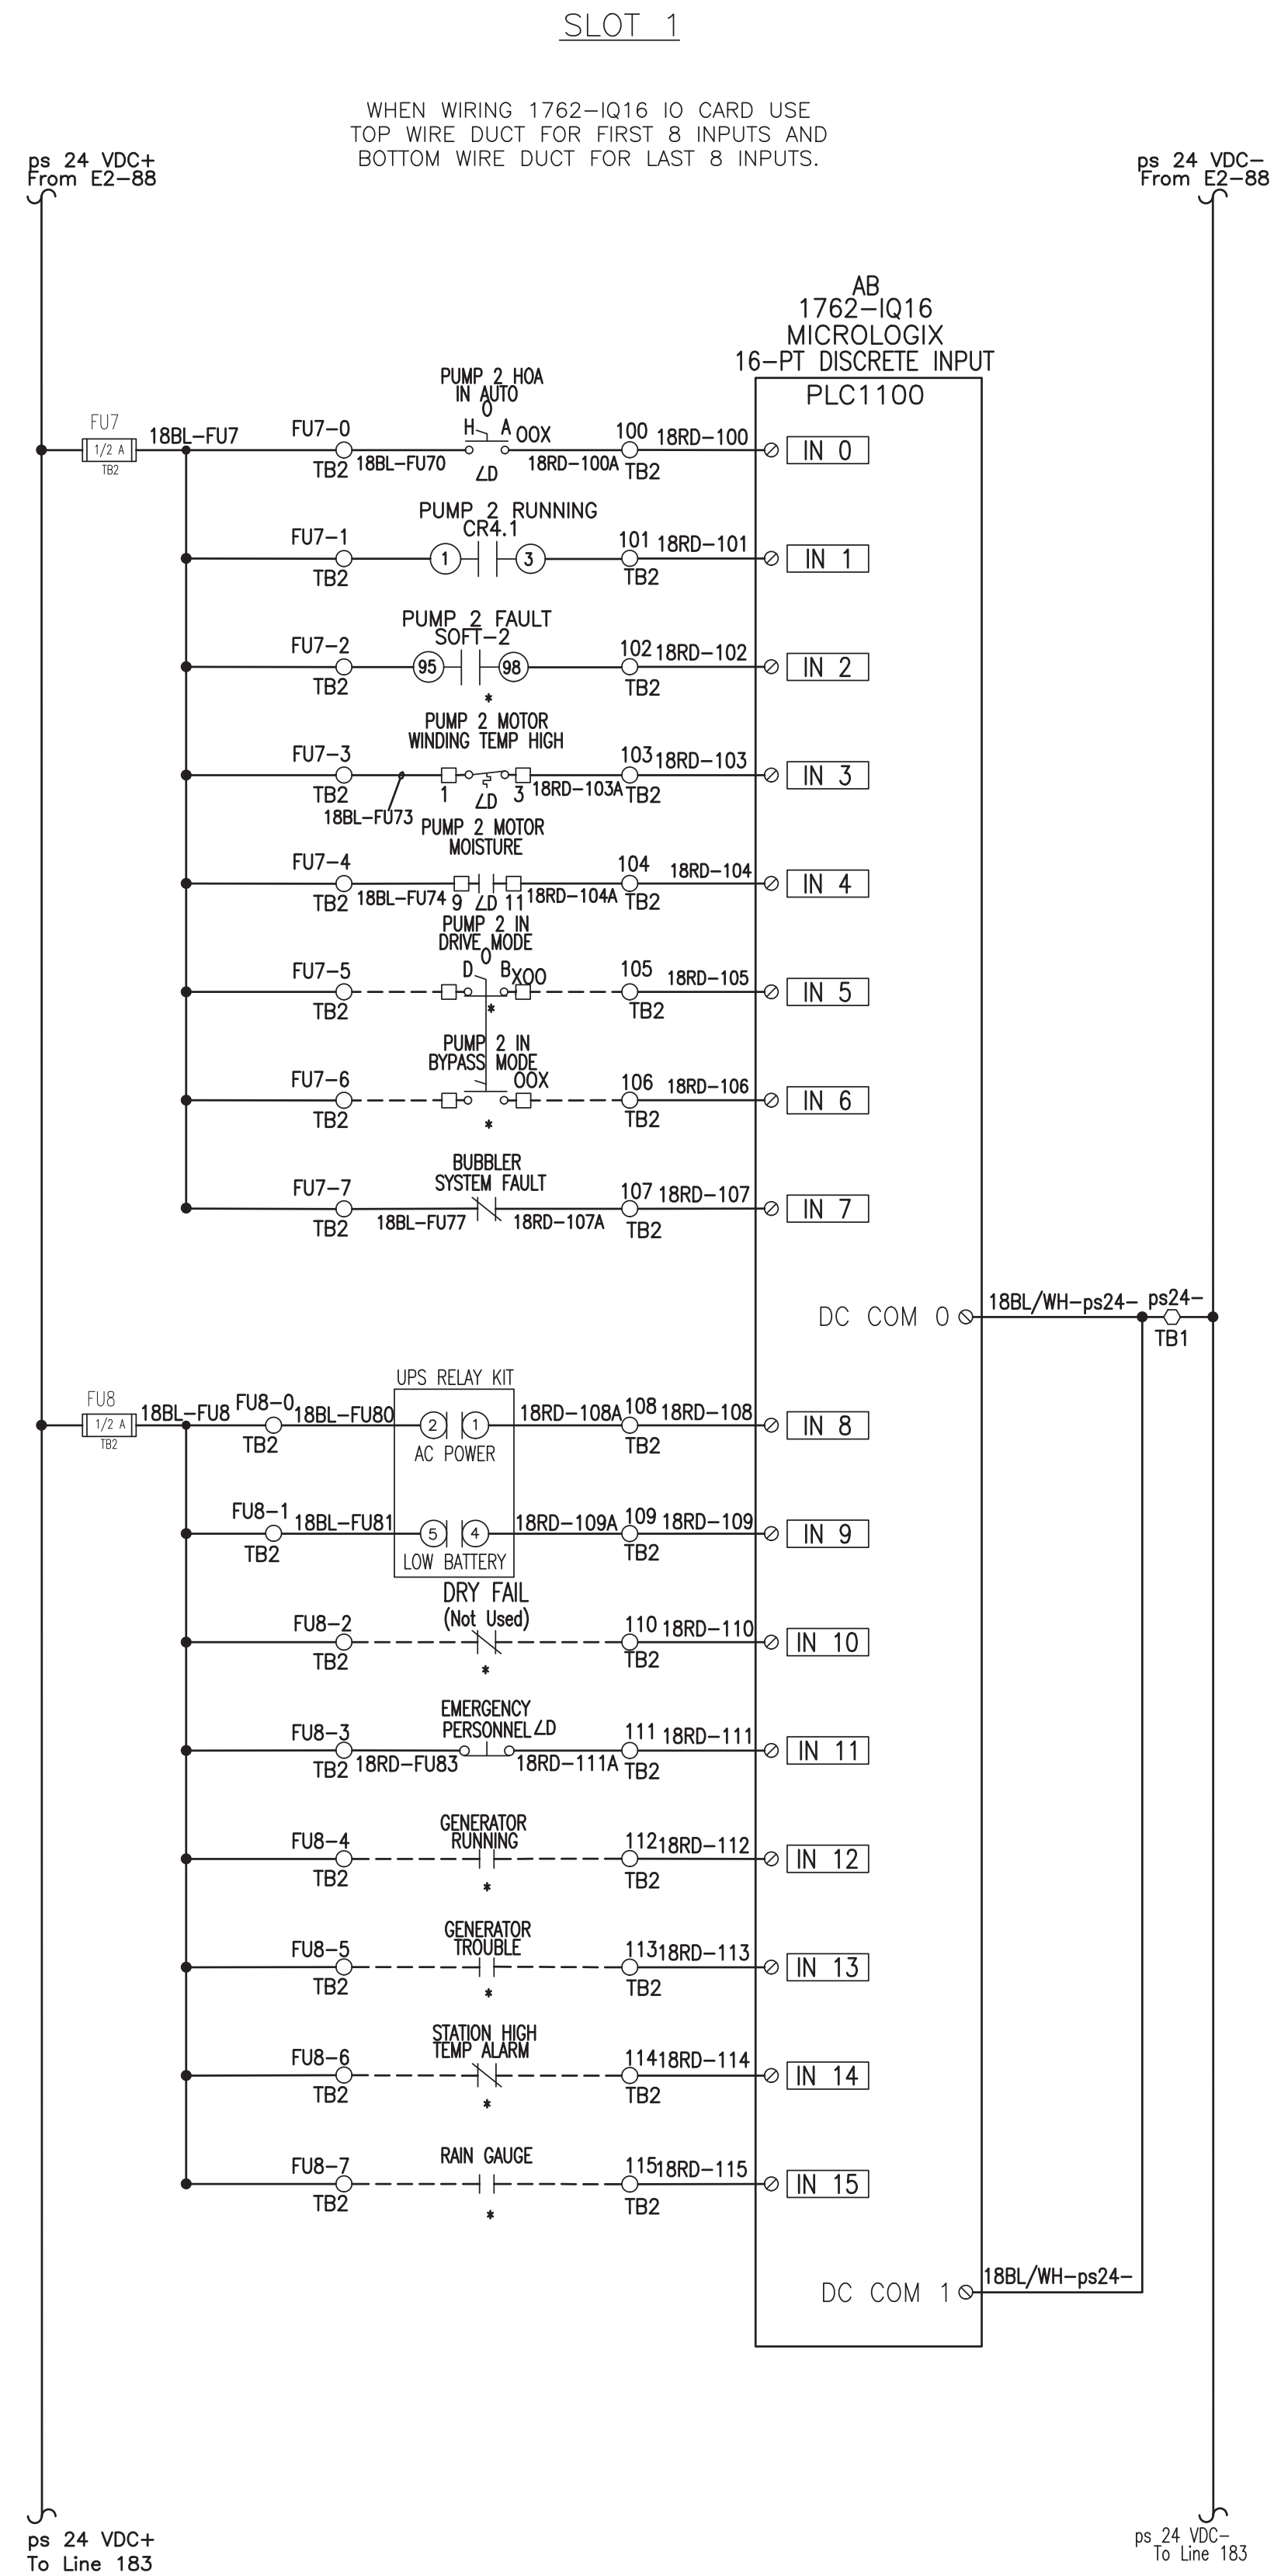 SLOT 1
WHEN WIRING 1762-IQ16 IO CARD USE
TOP WIRE DUCT FOR FIRST 8 INPUTS AND
BOTTOM WIRE DUCT FOR LAST 8 INPUTS.
ps 24 VDC+
From E2-88
ps 24 VDC-
From E2-88
AB
1762-IQ16
MICROLOGIX
16-PT DISCRETE INPUT
PLC1100
PUMP 2 HOA
IN AUTO
O
H A OOX
FU7
1/2 A
TB2
18BL-FU7
FU7-0
TB2
18BL-FU70
∠D
18RD-100A
100
TB2
18RD-100
IN 0
PUMP 2 RUNNING
CR4.1
FU7-1
TB2
1
3
101
TB2
18RD-101
IN 1
PUMP 2 FAULT
SOFT-2
FU7-2
TB2
95
98
*
102
TB2
18RD-102
IN 2
PUMP 2 MOTOR
WINDING TEMP HIGH
FU7-3
TB2
18BL-FU73
1 ∠D 3
18RD-103A
103
TB2
18RD-103
IN 3
PUMP 2 MOTOR
MOISTURE
FU7-4
TB2
18BL-FU74
9 ∠D 11
18RD-104A
104
TB2
18RD-104
IN 4
PUMP 2 IN
DRIVE MODE
O
D B XOO
FU7-5
TB2
*
105
TB2
18RD-105
IN 5
PUMP 2 IN
BYPASS MODE
OOX
FU7-6
TB2
*
106
TB2
18RD-106
IN 6
BUBBLER
SYSTEM FAULT
FU7-7
TB2
18BL-FU77
18RD-107A
107
TB2
18RD-107
IN 7
DC COM 0
18BL/WH-ps24-
ps24-
TB1
UPS RELAY KIT
FU8
1/2 A
TB2
18BL-FU8
FU8-0
TB2
18BL-FU80
2
1
AC POWER
18RD-108A
108
TB2
18RD-108
IN 8
FU8-1
TB2
18BL-FU81
5
4
LOW BATTERY
18RD-109A
109
TB2
18RD-109
IN 9
DRY FAIL
(Not Used)
FU8-2
TB2
*
110
TB2
18RD-110
IN 10
EMERGENCY
PERSONNEL ∠D
FU8-3
TB2
18RD-FU83
18RD-111A
111
TB2
18RD-111
IN 11
GENERATOR
RUNNING
FU8-4
TB2
*
112
TB2
18RD-112
IN 12
GENERATOR
TROUBLE
FU8-5
TB2
*
113
TB2
18RD-113
IN 13
STATION HIGH
TEMP ALARM
FU8-6
TB2
*
114
TB2
18RD-114
IN 14
RAIN GAUGE
FU8-7
TB2
*
115
TB2
18RD-115
IN 15
DC COM 1
18BL/WH-ps24-
ps 24 VDC+
To Line 183
ps 24 VDC-
To Line 183